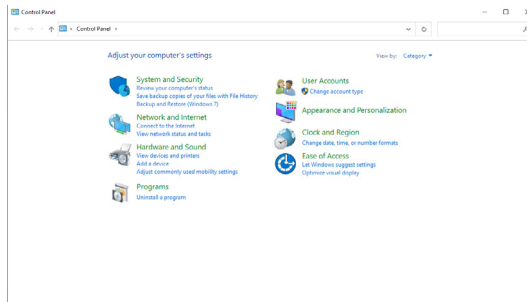 Control Panel
Control Panel
Adjust your computer's settings
View by: Category
System and Security
Review your computer's status
Save backup copies of your files with File History
Backup and Restore (Windows 7)
Network and Internet
Connect to the Internet
View network status and tasks
Hardware and Sound
View devices and printers
Add a device
Adjust commonly used mobility settings
Programs
Uninstall a program
User Accounts
Change account type
Appearance and Personalization
Clock and Region
Change date, time, or number formats
Ease of Access
Let Windows suggest settings
Optimize visual display